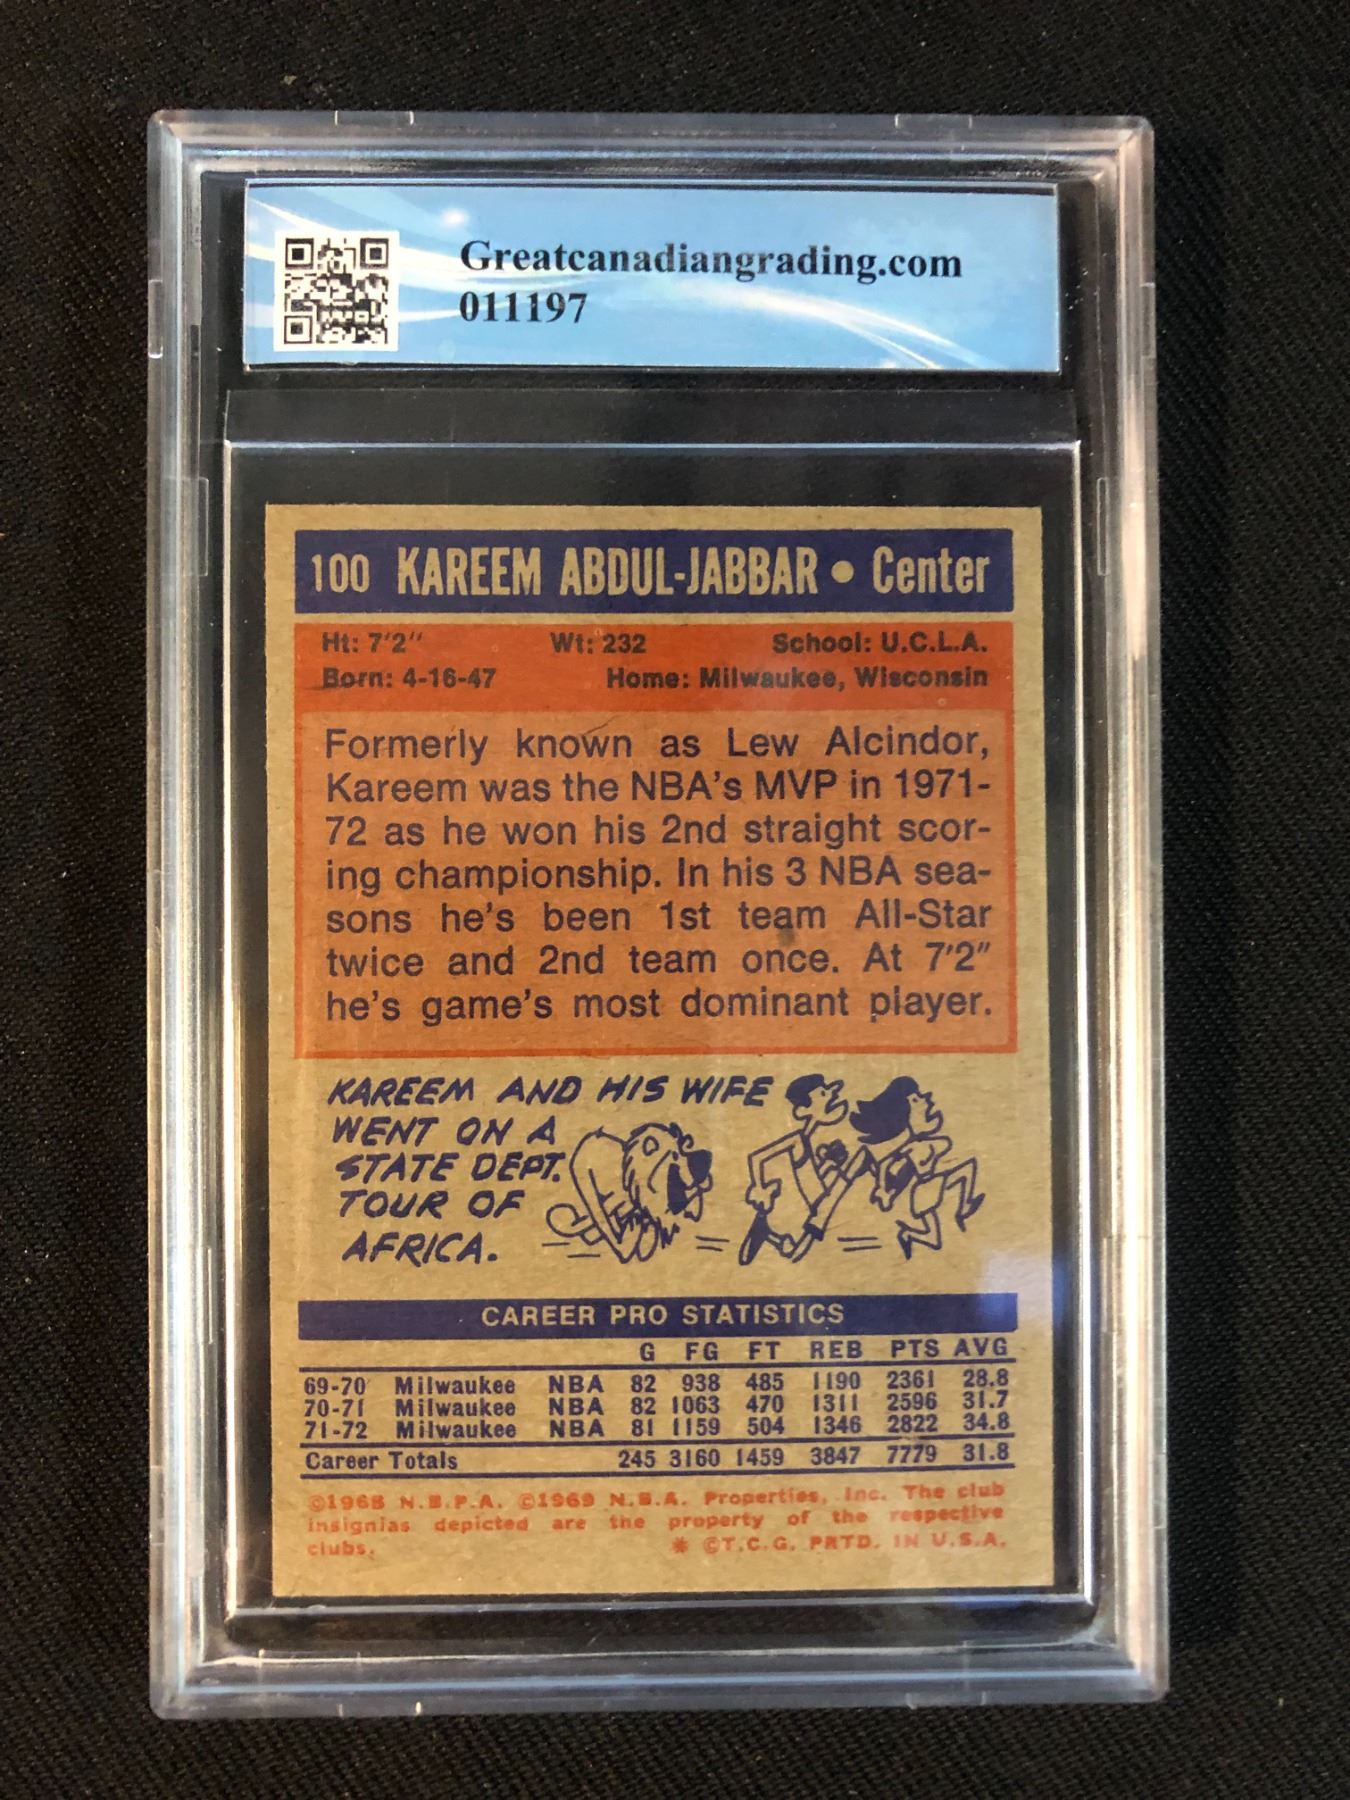 Greatcanadiangrading.com
011197
100 KAREEM ABDUL-JABBAR • Center
Ht: 7'2" Wt: 232 School: U.C.L.A.
Born: 4-16-47 Home: Milwaukee, Wisconsin
Formerly known as Lew Alcindor,
Kareem was the NBA's MVP in 1971-
72 as he won his 2nd straight scor-
ing championship. In his 3 NBA sea-
sons he's been 1st team All-Star
twice and 2nd team once. At 7'2"
he's game's most dominant player.
KAREEM AND HIS WIFE
WENT ON A
STATE DEPT.
TOUR OF
AFRICA.
CAREER PRO STATISTICS
G FG FT REB PTS AVG
69-70 Milwaukee NBA 82 938 485 1190 2361 28.8
70-71 Milwaukee NBA 82 1063 470 1311 2596 31.7
71-72 Milwaukee NBA 81 1159 504 1346 2822 34.8
Career Totals 245 3160 1459 3847 7779 31.8
©1968 N.B.P.A. ©1969 N.B.A. Properties, Inc. The club
insignias depicted are the property of the respective
clubs. * ©T.C.G. PRTD. IN U.S.A.